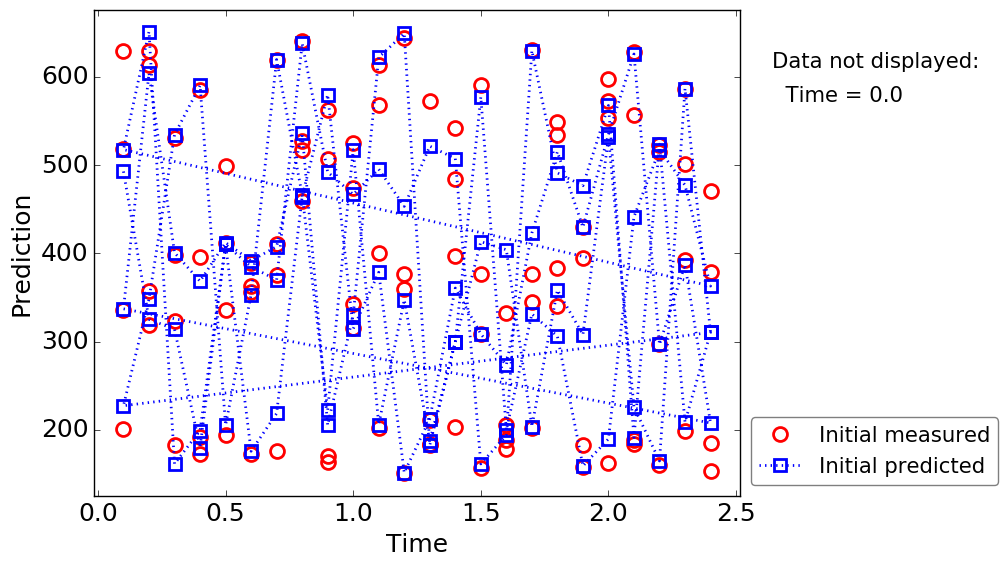 600
500
400
300
200
Prediction
0.0 0.5 1.0 1.5 2.0 2.5
Time
Data not displayed:
Time = 0.0
Initial measured
Initial predicted